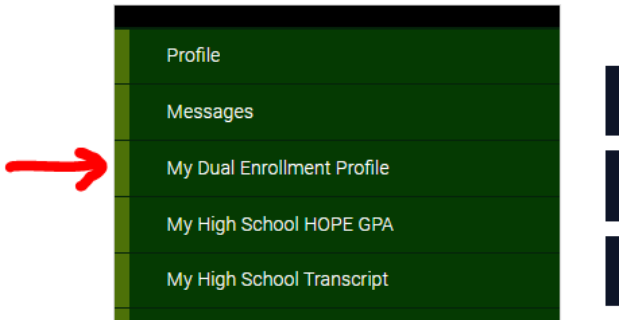 Profile
Messages
My Dual Enrollment Profile
My High School HOPE GPA
My High School Transcript